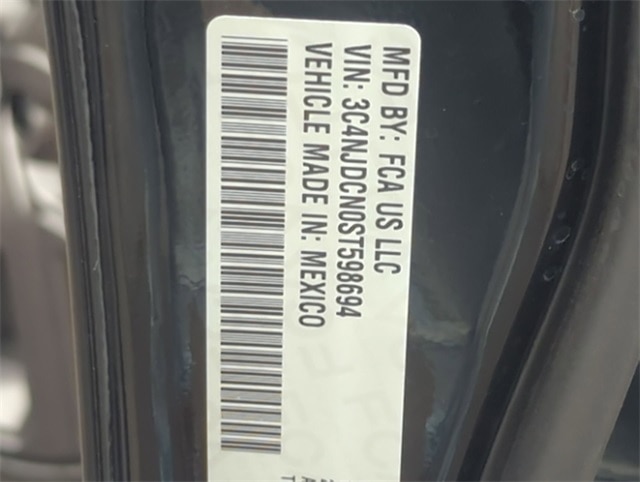 MFD BY: FCA US LLC
VIN: 3C4NJDCN0ST598694
VEHICLE MADE IN: MEXICO